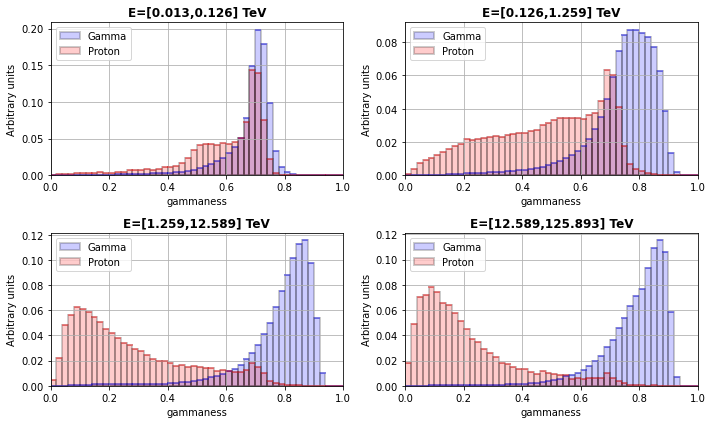 E=[0.013,0.126] TeV
Gamma
Proton
Arbitrary units
0.20
0.15
0.10
0.05
0.00
0.0 0.2 0.4 0.6 0.8 1.0
gammaness
E=[0.126,1.259] TeV
Gamma
Proton
Arbitrary units
0.08
0.06
0.04
0.02
0.00
0.0 0.2 0.4 0.6 0.8 1.0
gammaness
E=[1.259,12.589] TeV
Gamma
Proton
Arbitrary units
0.12
0.10
0.08
0.06
0.04
0.02
0.00
0.0 0.2 0.4 0.6 0.8 1.0
gammaness
E=[12.589,125.893] TeV
Gamma
Proton
Arbitrary units
0.12
0.10
0.08
0.06
0.04
0.02
0.00
0.0 0.2 0.4 0.6 0.8 1.0
gammaness